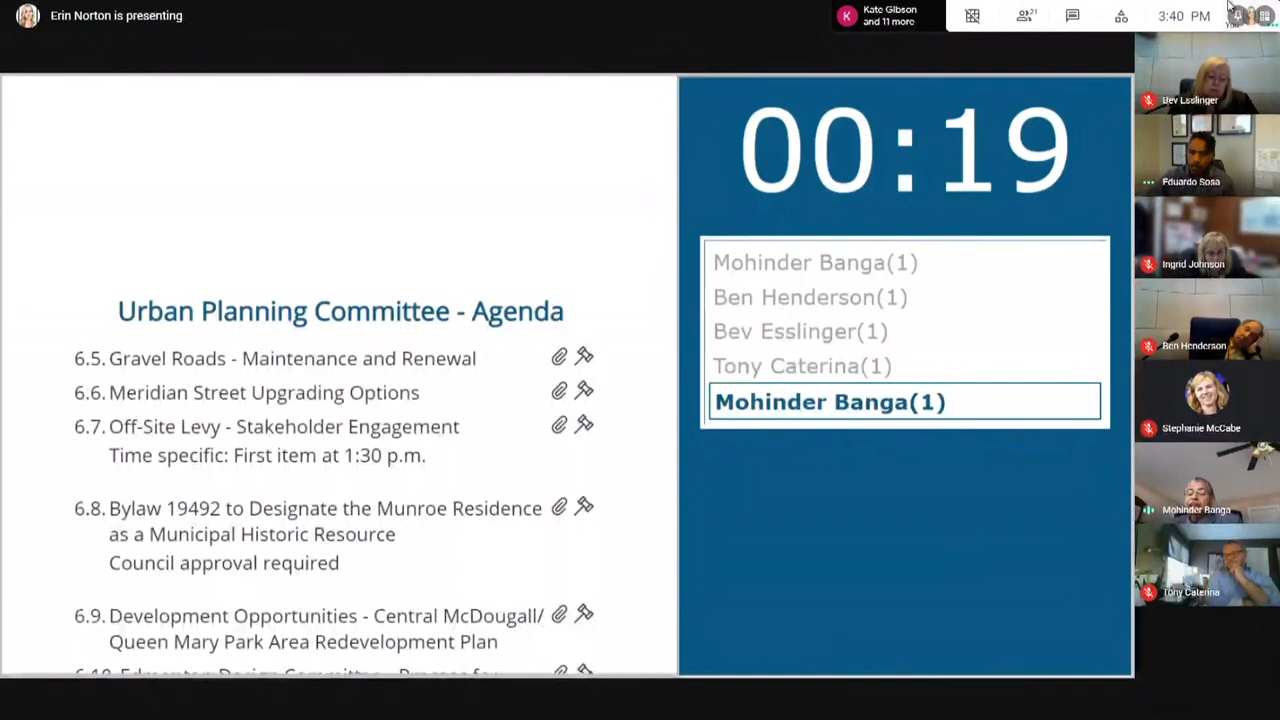 Erin Norton is presenting
K
Kate Gibson
and 11 more
21
3:40 PM
You
00:19
Mohinder Banga(1)
Ben Henderson(1)
Bev Esslinger(1)
Tony Caterina(1)
Mohinder Banga(1)
Urban Planning Committee - Agenda
6.5. Gravel Roads - Maintenance and Renewal
6.6. Meridian Street Upgrading Options
6.7. Off-Site Levy - Stakeholder Engagement
Time specific: First item at 1:30 p.m.
6.8. Bylaw 19492 to Designate the Munroe Residence
as a Municipal Historic Resource
Council approval required
6.9. Development Opportunities - Central McDougall/
Queen Mary Park Area Redevelopment Plan
Bev Esslinger
Eduardo Sosa
Ingrid Johnson
Ben Henderson
Stephanie McCabe
Mohinder Banga
Tony Caterina